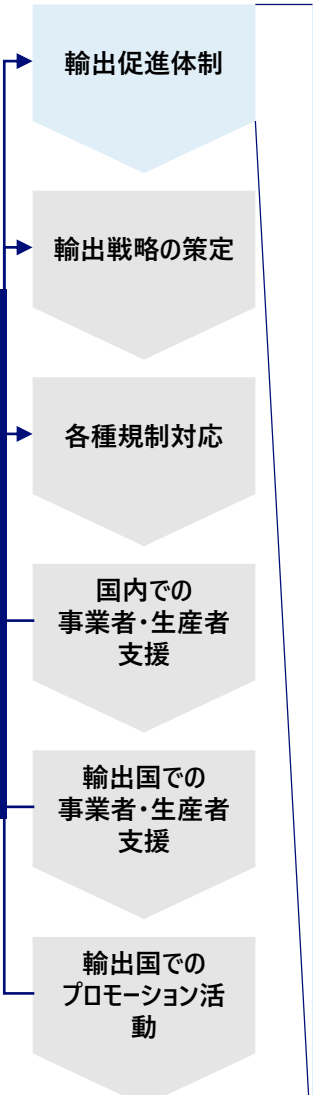 輸出促進体制
輸出戦略の策定
各種規制対応
国内での
事業者・生産者
支援
輸出国での
事業者・生産者
支援
輸出国での
プロモーション活
動